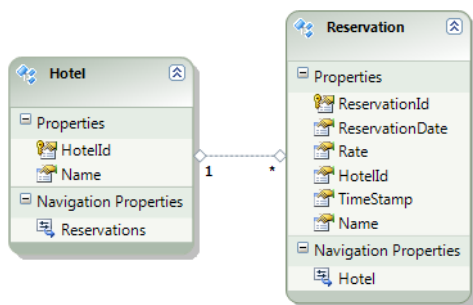 Hotel
Properties
HotelId
Name
Navigation Properties
Reservations
1
*
Reservation
Properties
ReservationId
ReservationDate
Rate
HotelId
TimeStamp
Name
Navigation Properties
Hotel